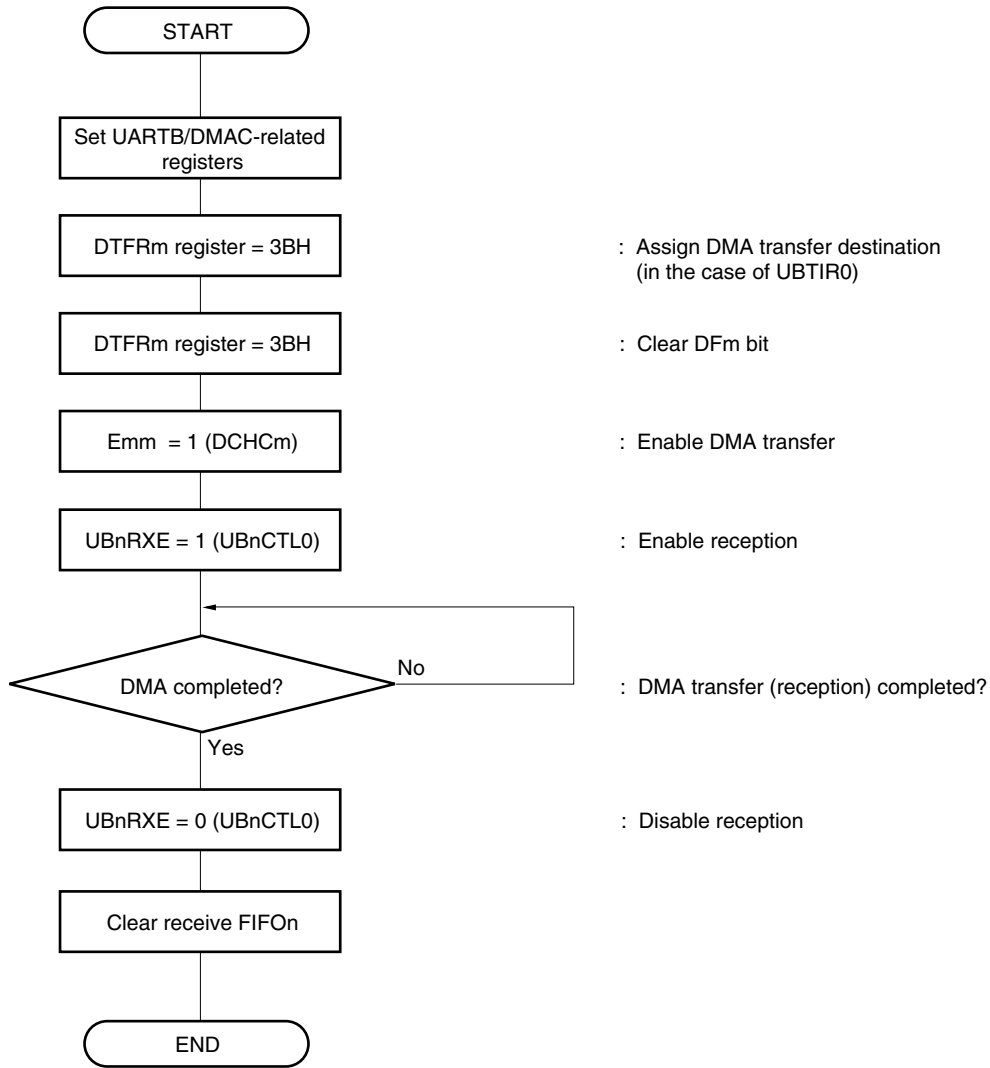 START
Set UARTB/DMAC-related
registers
DTFRm register = 3BH
: Assign DMA transfer destination
(in the case of UBTIR0)
DTFRm register = 3BH
: Clear DFm bit
Emm = 1 (DCHCm)
: Enable DMA transfer
UBnRXE = 1 (UBnCTL0)
: Enable reception
DMA completed?
No
: DMA transfer (reception) completed?
Yes
UBnRXE = 0 (UBnCTL0)
: Disable reception
Clear receive FIFOn
END